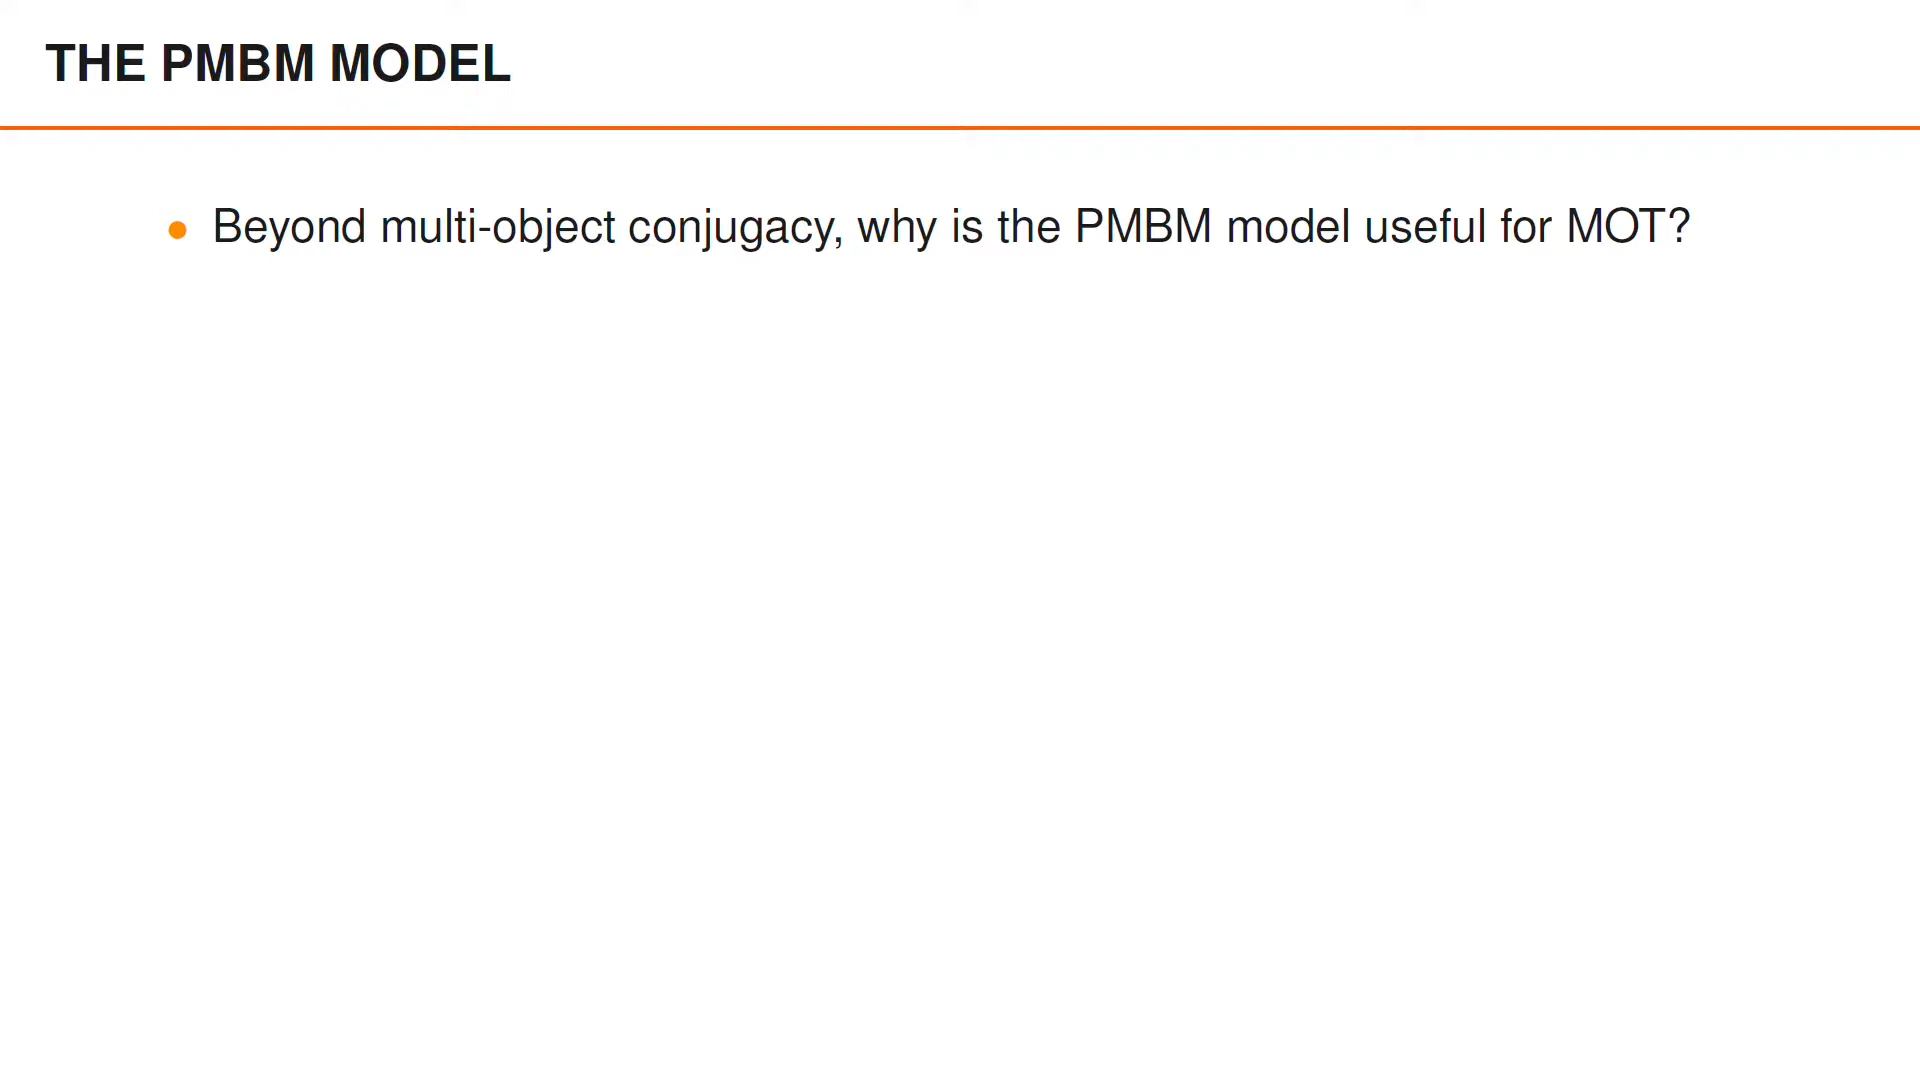 THE PMBM MODEL
• Beyond multi-object conjugacy, why is the PMBM model useful for MOT?